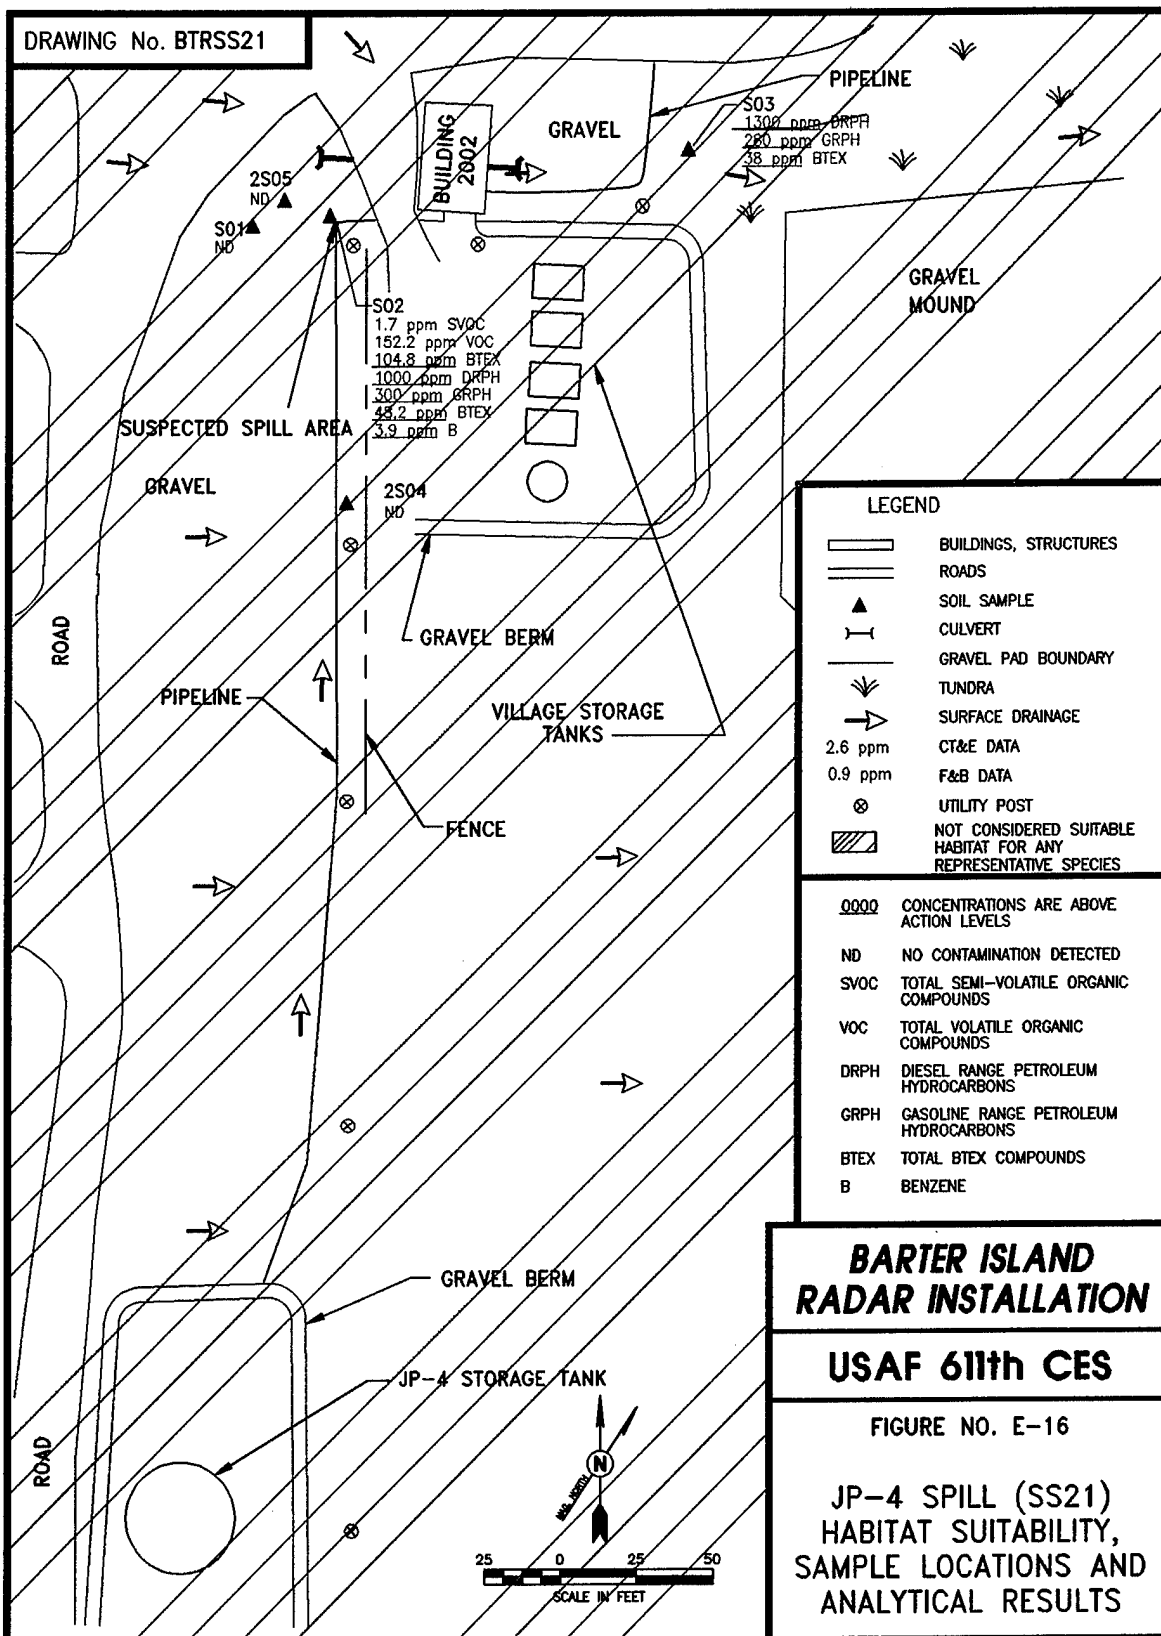 DRAWING No. BTRSS21
PIPELINE
S03
1300 ppm DRPH
280 ppm GRPH
38 ppm BTEX
GRAVEL
BUILDING
2002
2S05
ND
S01
ND
GRAVEL
MOUND
S02
1.7 ppm SVOC
152.2 ppm VOC
104.8 ppm BTEX
1000 ppm DRPH
300 ppm GRPH
48.2 ppm BTEX
3.9 ppm B
SUSPECTED SPILL AREA
GRAVEL
2S04
ND
ROAD
GRAVEL BERM
PIPELINE
VILLAGE STORAGE
TANKS
FENCE
LEGEND
BUILDINGS, STRUCTURES
ROADS
SOIL SAMPLE
CULVERT
GRAVEL PAD BOUNDARY
TUNDRA
SURFACE DRAINAGE
2.6 ppm CT&E DATA
0.9 ppm F&B DATA
UTILITY POST
NOT CONSIDERED SUITABLE
HABITAT FOR ANY
REPRESENTATIVE SPECIES
0000 CONCENTRATIONS ARE ABOVE
ACTION LEVELS
ND NO CONTAMINATION DETECTED
SVOC TOTAL SEMI-VOLATILE ORGANIC
COMPOUNDS
VOC TOTAL VOLATILE ORGANIC
COMPOUNDS
DRPH DIESEL RANGE PETROLEUM
HYDROCARBONS
GRPH GASOLINE RANGE PETROLEUM
HYDROCARBONS
BTEX TOTAL BTEX COMPOUNDS
B BENZENE
GRAVEL BERM
JP-4 STORAGE TANK
ROAD
MAG. NORTH
N
25 0 25 50
SCALE IN FEET
BARTER ISLAND
RADAR INSTALLATION
USAF 611th CES
FIGURE NO. E-16
JP-4 SPILL (SS21)
HABITAT SUITABILITY,
SAMPLE LOCATIONS AND
ANALYTICAL RESULTS